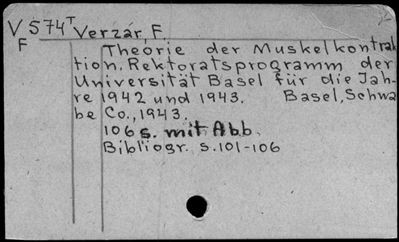 V 574T Verzár, F.
F Theorie der Muskelkontrak
tion. Rektoratsprogramm der
Universität Basel für die Jah-
re 1942 und 1943. Basel, Schwa
be Co., 1943.
106 s. mit Abb.
Bibliogr. s. 101-106